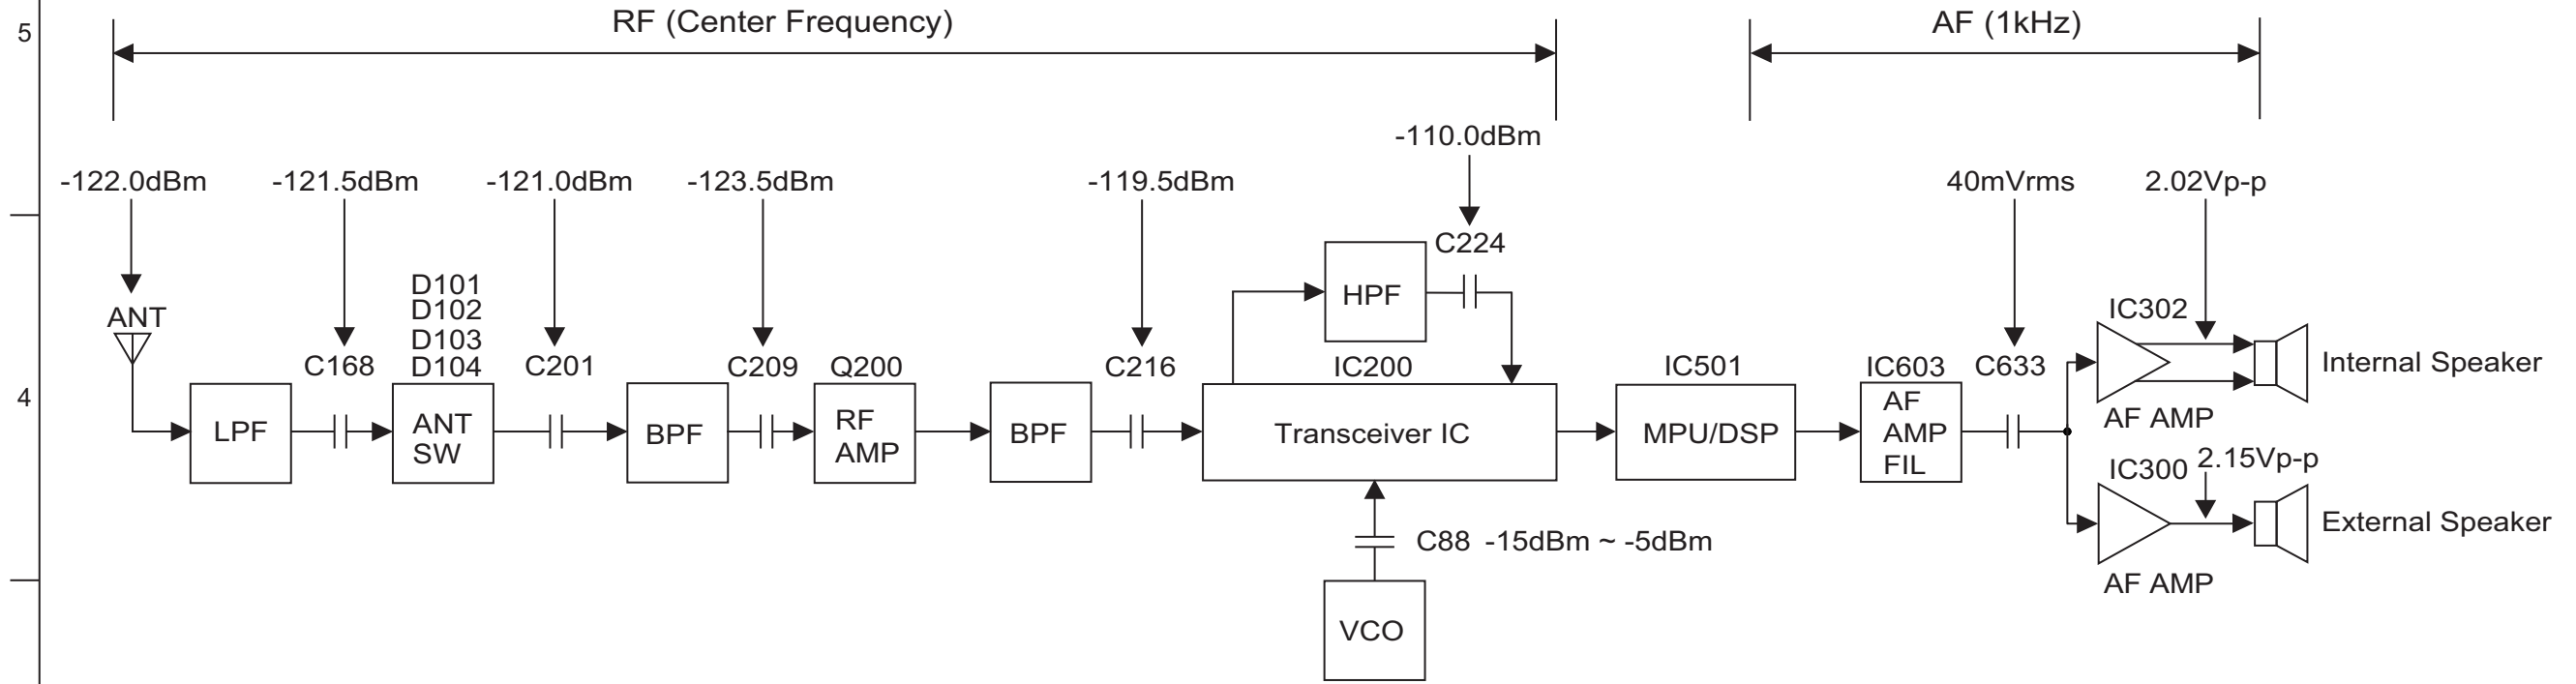 5
RF (Center Frequency)
AF (1kHz)
-110.0dBm
-122.0dBm
-121.5dBm
-121.0dBm
-123.5dBm
-119.5dBm
40mVrms
2.02Vp-p
C224
D101
D102
D103
D104
HPF
ANT
IC302
Internal Speaker
C168
C201
C209
Q200
C216
IC200
IC501
IC603
C633
4
LPF
ANT
SW
BPF
RF
AMP
BPF
Transceiver IC
MPU/DSP
AF
AMP
FIL
AF AMP
IC300
2.15Vp-p
External Speaker
C88 -15dBm ~ -5dBm
AF AMP
VCO